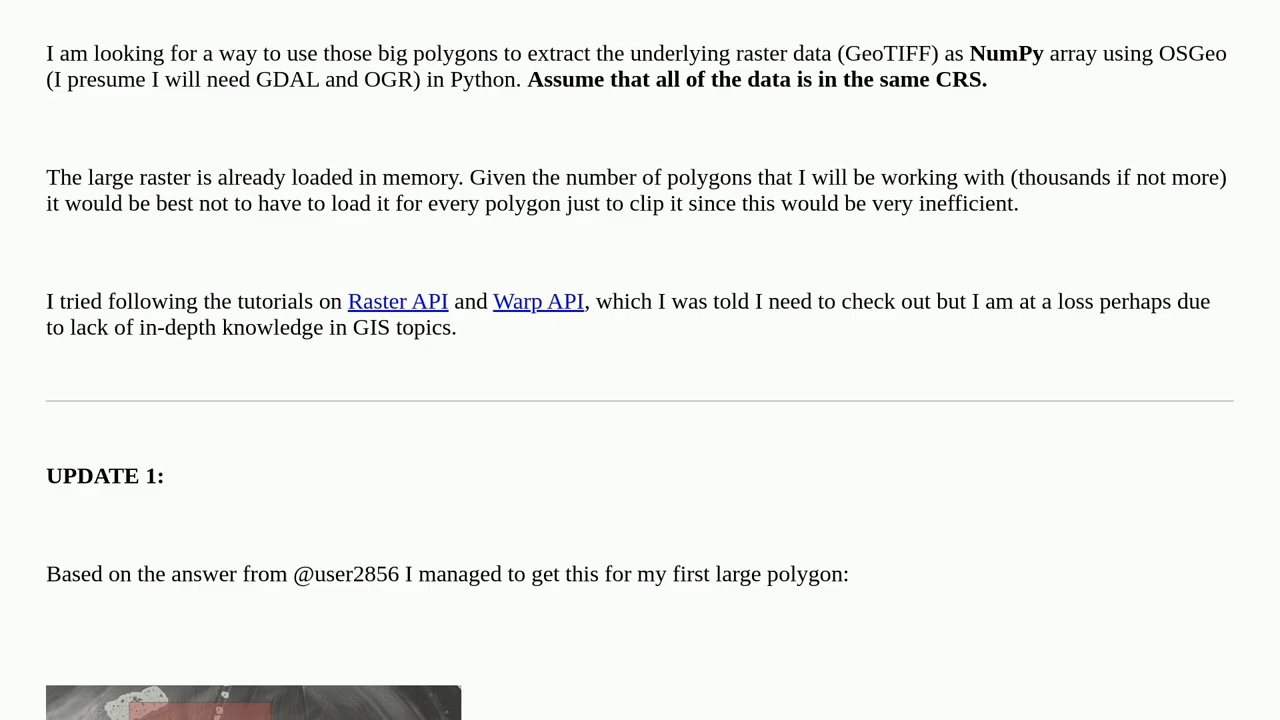 I am looking for a way to use those big polygons to extract the underlying raster data (GeoTIFF) as NumPy array using OSGeo
(I presume I will need GDAL and OGR) in Python. Assume that all of the data is in the same CRS.
The large raster is already loaded in memory. Given the number of polygons that I will be working with (thousands if not more)
it would be best not to have to load it for every polygon just to clip it since this would be very inefficient.
I tried following the tutorials on Raster API and Warp API, which I was told I need to check out but I am at a loss perhaps due
to lack of in-depth knowledge in GIS topics.
UPDATE 1:
Based on the answer from @user2856 I managed to get this for my first large polygon: